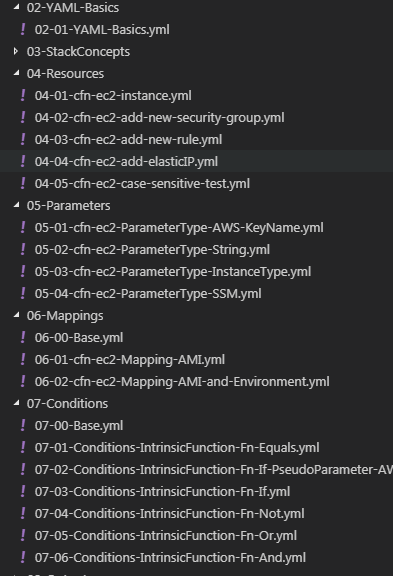 02-YAML-Basics
! 02-01-YAML-Basics.yml
03-StackConcepts
04-Resources
! 04-01-cfn-ec2-instance.yml
! 04-02-cfn-ec2-add-new-security-group.yml
! 04-03-cfn-ec2-add-new-rule.yml
! 04-04-cfn-ec2-add-elasticIP.yml
! 04-05-cfn-ec2-case-sensitive-test.yml
05-Parameters
! 05-01-cfn-ec2-ParameterType-AWS-KeyName.yml
! 05-02-cfn-ec2-ParameterType-String.yml
! 05-03-cfn-ec2-ParameterType-InstanceType.yml
! 05-04-cfn-ec2-ParameterType-SSM.yml
06-Mappings
! 06-00-Base.yml
! 06-01-cfn-ec2-Mapping-AMI.yml
! 06-02-cfn-ec2-Mapping-AMI-and-Environment.yml
07-Conditions
! 07-00-Base.yml
! 07-01-Conditions-IntrinsicFunction-Fn-Equals.yml
! 07-02-Conditions-IntrinsicFunction-Fn-If-PseudoParameter-AW
! 07-03-Conditions-IntrinsicFunction-Fn-If.yml
! 07-04-Conditions-IntrinsicFunction-Fn-Not.yml
! 07-05-Conditions-IntrinsicFunction-Fn-Or.yml
! 07-06-Conditions-IntrinsicFunction-Fn-And.yml